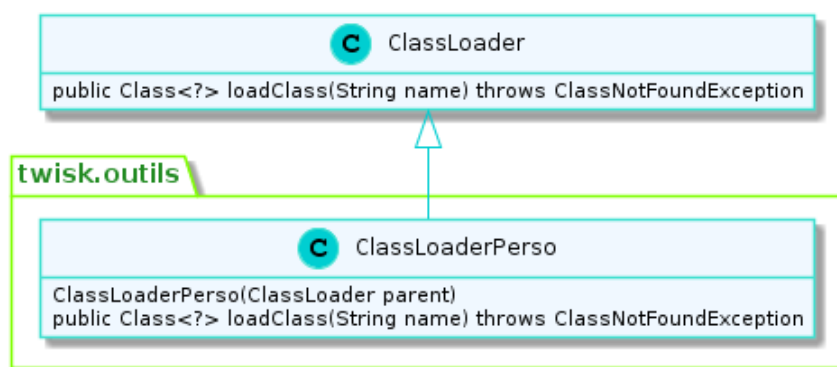 C ClassLoader
public Class<?> loadClass(String name) throws ClassNotFoundException
twisk.outils
C ClassLoaderPerso
ClassLoaderPerso(ClassLoader parent)
public Class<?> loadClass(String name) throws ClassNotFoundException